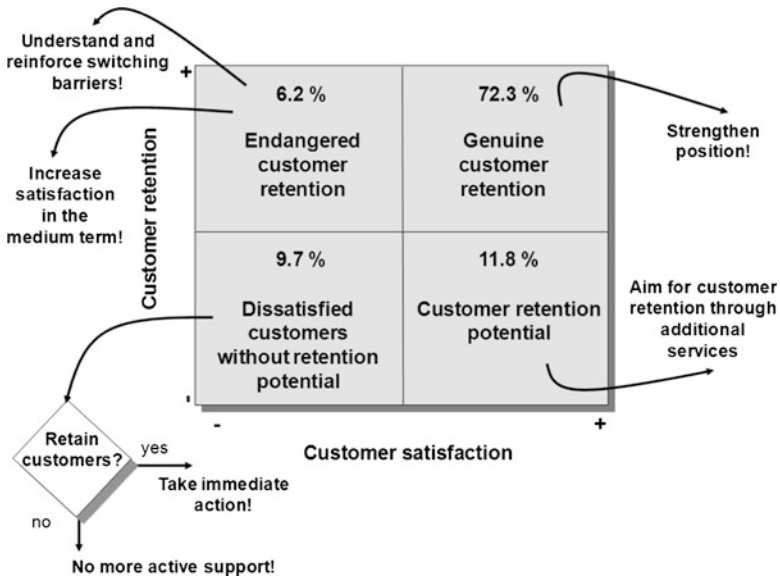 Understand and
reinforce switching
barriers!
+
6.2 %
72.3 %
Endangered
customer
retention
Genuine
customer
retention
Strengthen
position!
Increase
satisfaction
in the
medium term!
Customer retention
9.7 %
11.8 %
Dissatisfied
customers
without retention
potential
Customer retention
potential
Aim for customer
retention through
additional
services
-
-
+
Customer satisfaction
Retain
customers?
yes
Take immediate
action!
no
No more active support!